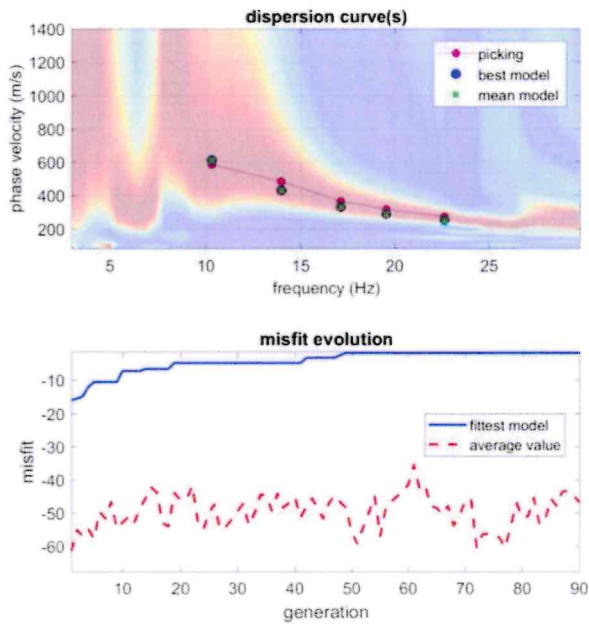 dispersion curve(s)
1400
1200
1000
800
600
400
200
phase velocity (m/s)
picking
best model
mean model
5 10 15 20 25
frequency (Hz)
misfit evolution
-10
-20
-30
-40
-50
-60
misfit
fittest model
average value
10 20 30 40 50 60 70 80 90
generation